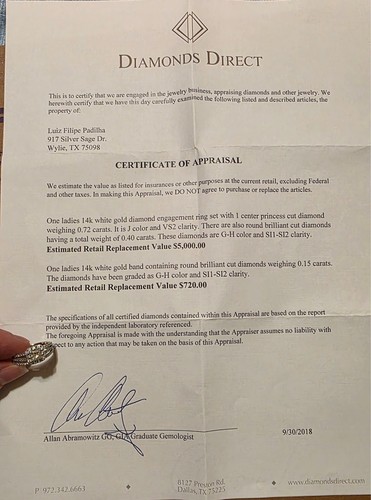 DIAMONDS DIRECT
This is to certify that we are engaged in the jewelry business, appraising diamonds and other jewelry. We
herewith certify that we have this day carefully examined the following listed and described articles, the
property of:
Luiz Filipe Padilha
917 Silver Sage Dr.
Wylie, TX 75098
CERTIFICATE OF APPRAISAL
We estimate the value as listed for insurances or other purposes at the current retail, excluding Federal
and other taxes. In making this Appraisal, we DO NOT agree to purchase or replace the articles.
One ladies 14k white gold diamond engagement ring set with 1 center princess cut diamond
weighing 0.72 carats. It is J color and VS2 clarity. There are also round brilliant cut diamonds
having a total weight of 0.40 carats. These diamonds are G-H color and SI1-SI2 clarity.
Estimated Retail Replacement Value $5,000.00
One ladies 14k white gold band containing round brilliant cut diamonds weighing 0.15 carats.
The diamonds have been graded as G-H color and SI1-SI2 clarity.
Estimated Retail Replacement Value $720.00
The specifications of all certified diamonds contained within this Appraisal are based on the report
provided by the independent laboratory referenced.
The foregoing Appraisal is made with the understanding that the Appraiser assumes no liability with
respect to any action that may be taken on the basis of this Appraisal.
Allan Abramowitz GG, GIA Graduate Gemologist
9/30/2018
P 972.342.6661
Preston Rd.
Dallas, TX 75225
www.diamondsdirect.com